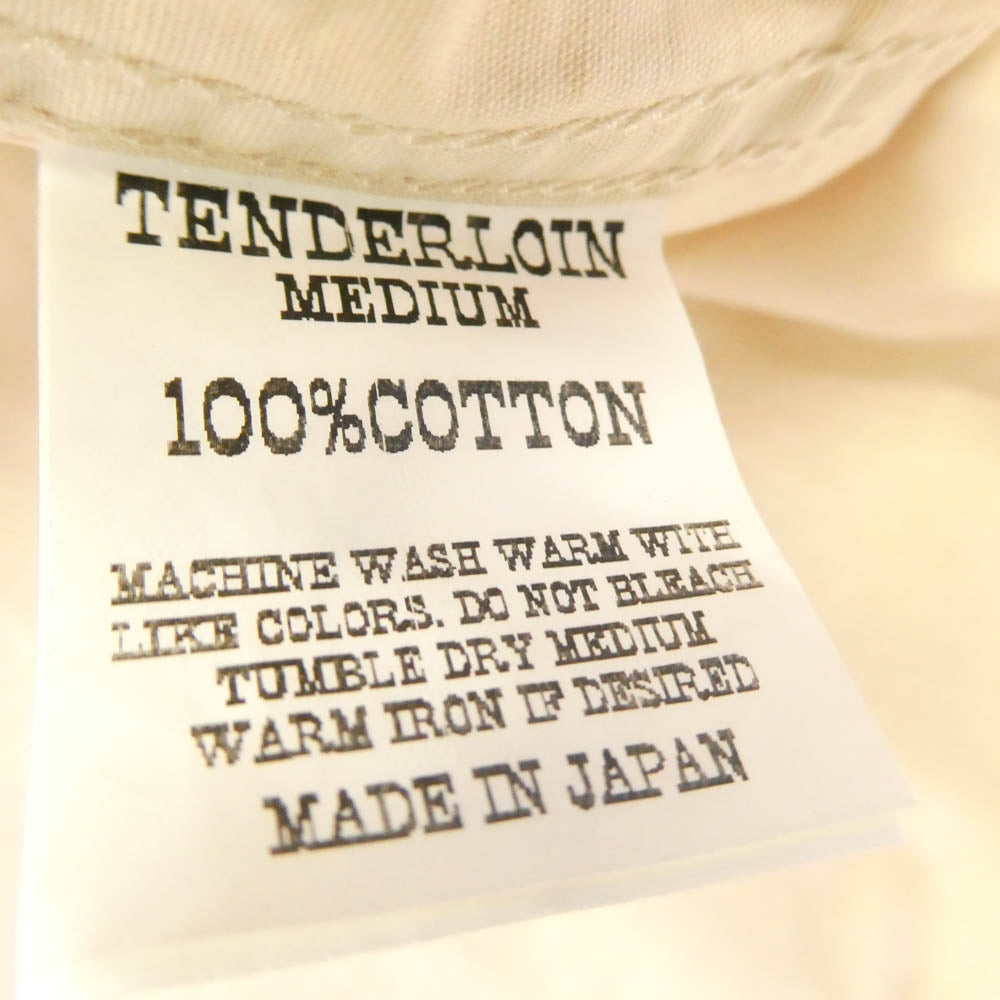 TENDERLOIN
MEDIUM
100%COTTON
MACHINE WASH WARM WITH
LIKE COLORS. DO NOT BLEACH
TUMBLE DRY MEDIUM
WARM IRON IF DESIRED
MADE IN JAPAN